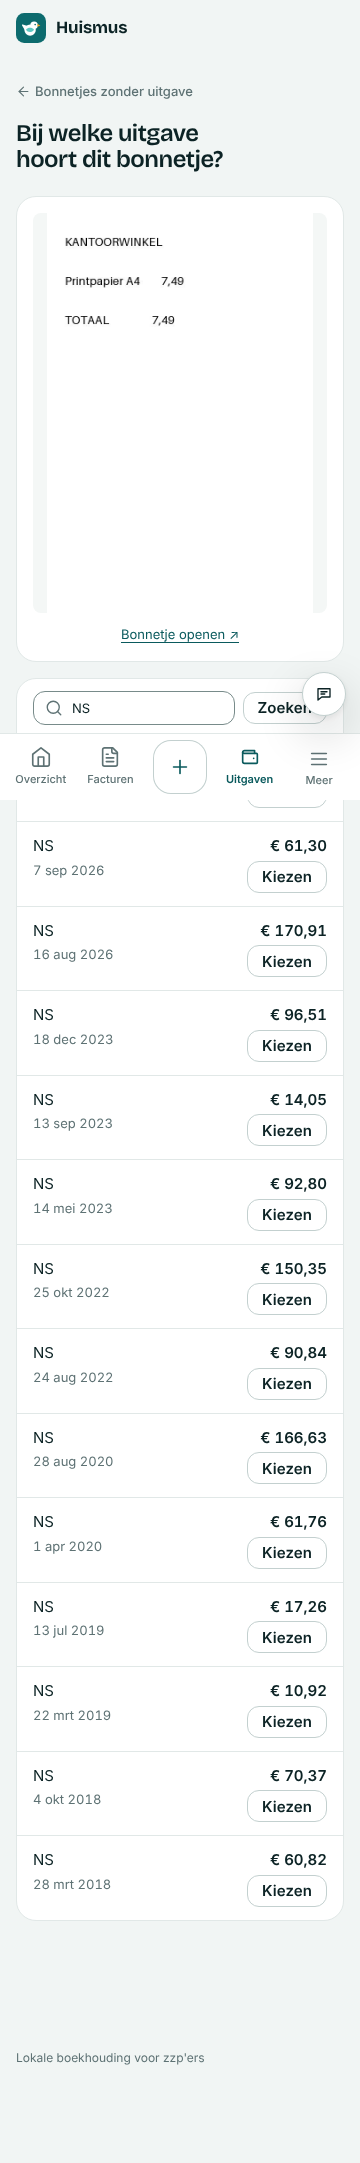 Huismus
← Bonnetjes zonder uitgave
Bij welke uitgave
hoort dit bonnetje?
KANTOORWINKEL
Printpapier A4 7,49
TOTAAL 7,49
Bonnetje openen ↗
NS Zoeken
Overzicht Facturen + Uitgaven Meer
NS € 61,30
7 sep 2026 Kiezen
NS € 170,91
16 aug 2026 Kiezen
NS € 96,51
18 dec 2023 Kiezen
NS € 14,05
13 sep 2023 Kiezen
NS € 92,80
14 mei 2023 Kiezen
NS € 150,35
25 okt 2022 Kiezen
NS € 90,84
24 aug 2022 Kiezen
NS € 166,63
28 aug 2020 Kiezen
NS € 61,76
1 apr 2020 Kiezen
NS € 17,26
13 jul 2019 Kiezen
NS € 10,92
22 mrt 2019 Kiezen
NS € 70,37
4 okt 2018 Kiezen
NS € 60,82
28 mrt 2018 Kiezen
Lokale boekhouding voor zzp'ers